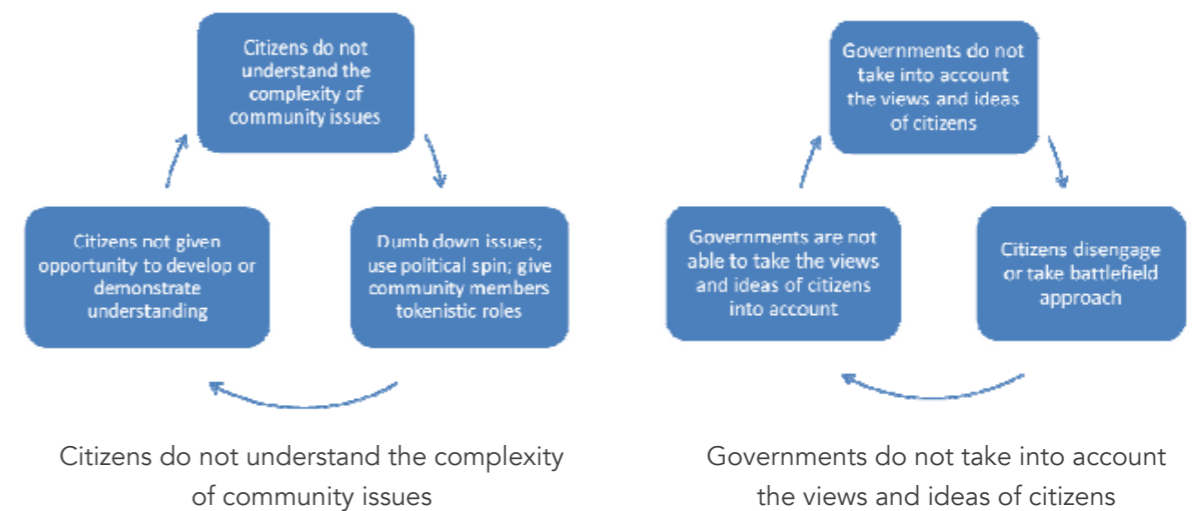 Citizens do not
understand the
complexity of
community issues
Dumb down issues;
use political spin; give
community members
tokenistic roles
Citizens not given
opportunity to develop or
demonstrate
understanding
Citizens do not understand the complexity
of community issues
Governments do not
take into account
the views and ideas
of citizens
Citizens disengage
or take battlefield
approach
Governments are not
able to take the views
and ideas of citizens
into account
Governments do not take into account
the views and ideas of citizens